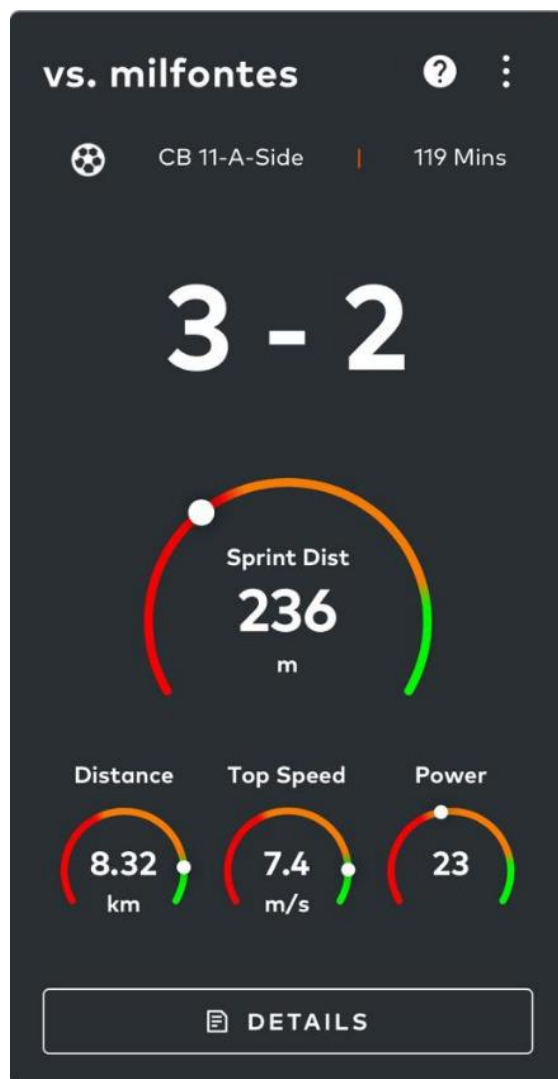 vs. milfontes ?
CB 11-A-Side | 119 Mins
3 - 2
Sprint Dist
236
m
Distance Top Speed Power
8.32 7.4 23
km m/s
DETAILS